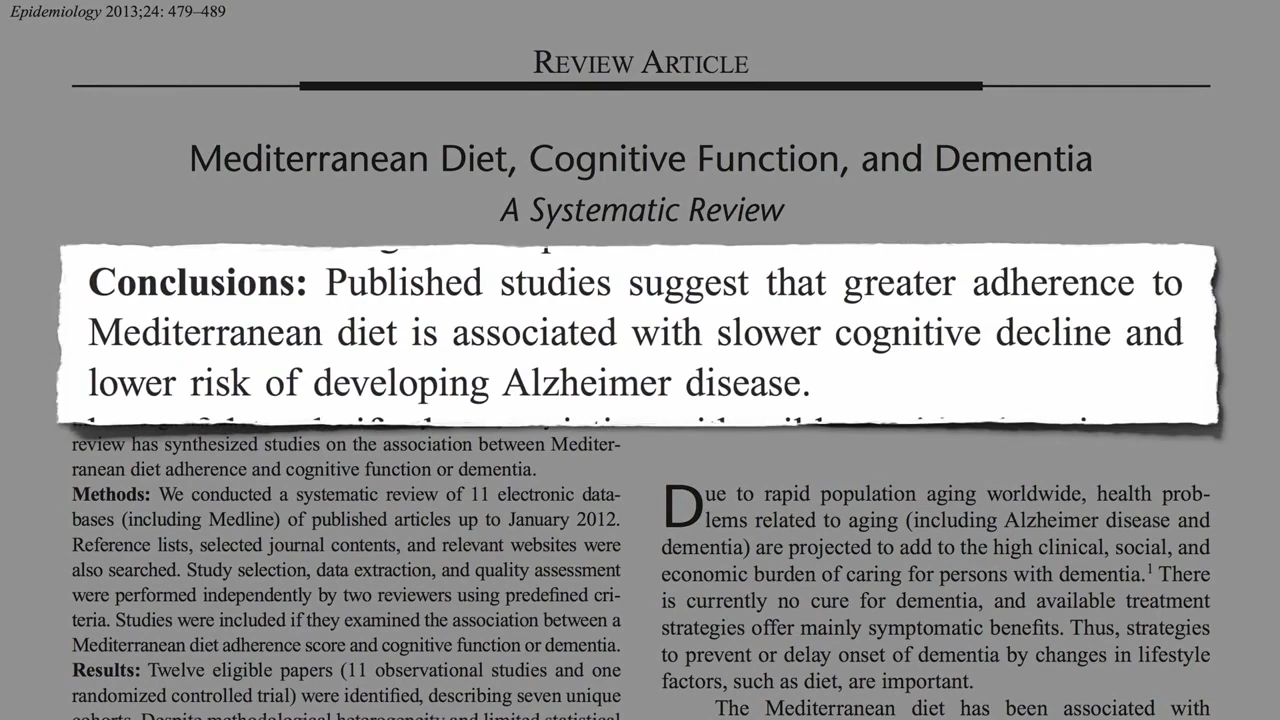 Epidemiology 2013;24: 479–489
REVIEW ARTICLE
Mediterranean Diet, Cognitive Function, and Dementia
A Systematic Review
Conclusions: Published studies suggest that greater adherence to
Mediterranean diet is associated with slower cognitive decline and
lower risk of developing Alzheimer disease.
review has synthesized studies on the association between Mediter-
ranean diet adherence and cognitive function or dementia.
Methods: We conducted a systematic review of 11 electronic data-
bases (including Medline) of published articles up to January 2012.
Reference lists, selected journal contents, and relevant websites were
also searched. Study selection, data extraction, and quality assessment
were performed independently by two reviewers using predefined cri-
teria. Studies were included if they examined the association between a
Mediterranean diet adherence score and cognitive function or dementia.
Results: Twelve eligible papers (11 observational studies and one
randomized controlled trial) were identified, describing seven unique
cohorts. Despite methodological heterogeneity and limited statistical
Due to rapid population aging worldwide, health prob-
lems related to aging (including Alzheimer disease and
dementia) are projected to add to the high clinical, social, and
economic burden of caring for persons with dementia.1 There
is currently no cure for dementia, and available treatment
strategies offer mainly symptomatic benefits. Thus, strategies
to prevent or delay onset of dementia by changes in lifestyle
factors, such as diet, are important.
The Mediterranean diet has been associated with